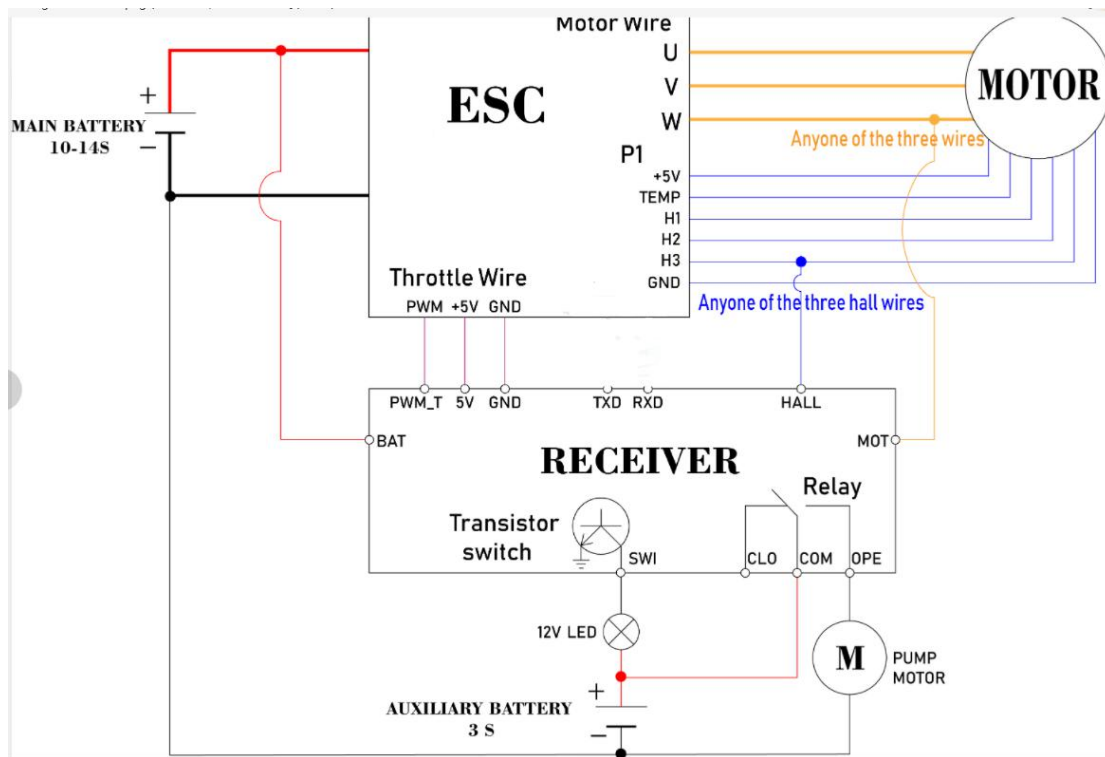 Motor Wire
ESC
U
V
W
MOTOR
Anyone of the three wires
+
MAIN BATTERY
10-14S
−
P1
+5V
TEMP
H1
H2
H3
GND
Anyone of the three hall wires
Throttle Wire
PWM +5V GND
PWM_T 5V GND TXD RXD HALL
BAT
MOT
RECEIVER
Relay
Transistor
switch
SWI
CLO COM OPE
12V LED
M
PUMP
MOTOR
+
AUXILIARY BATTERY
3 S
−